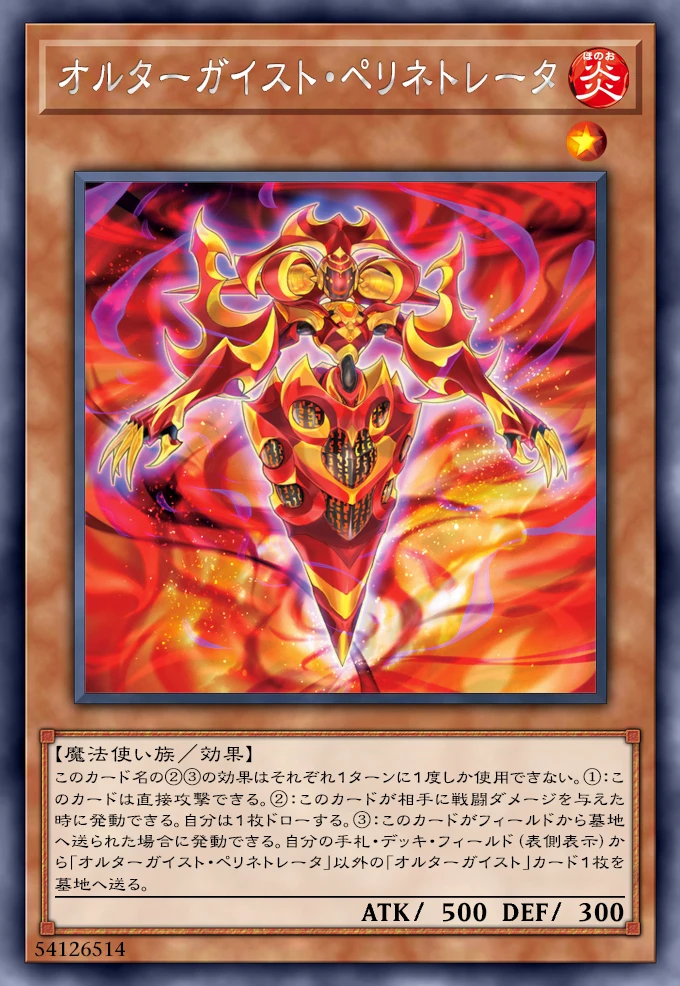 オルターガイスト・ペリネトレータ
ほのお
炎
【魔法使い族／効果】
このカード名の②③の効果はそれぞれ1ターンに1度しか使用できない。①:こ
のカードは直接攻撃できる。②:このカードが相手に戦闘ダメージを与えた
時に発動できる。自分は1枚ドローする。③:このカードがフィールドから墓地
へ送られた場合に発動できる。自分の手札・デッキ・フィールド(表側表示)か
ら「オルターガイスト・ペリネトレータ」以外の「オルターガイスト」カード1枚を
墓地へ送る。
ATK/ 500 DEF/ 300
54126514